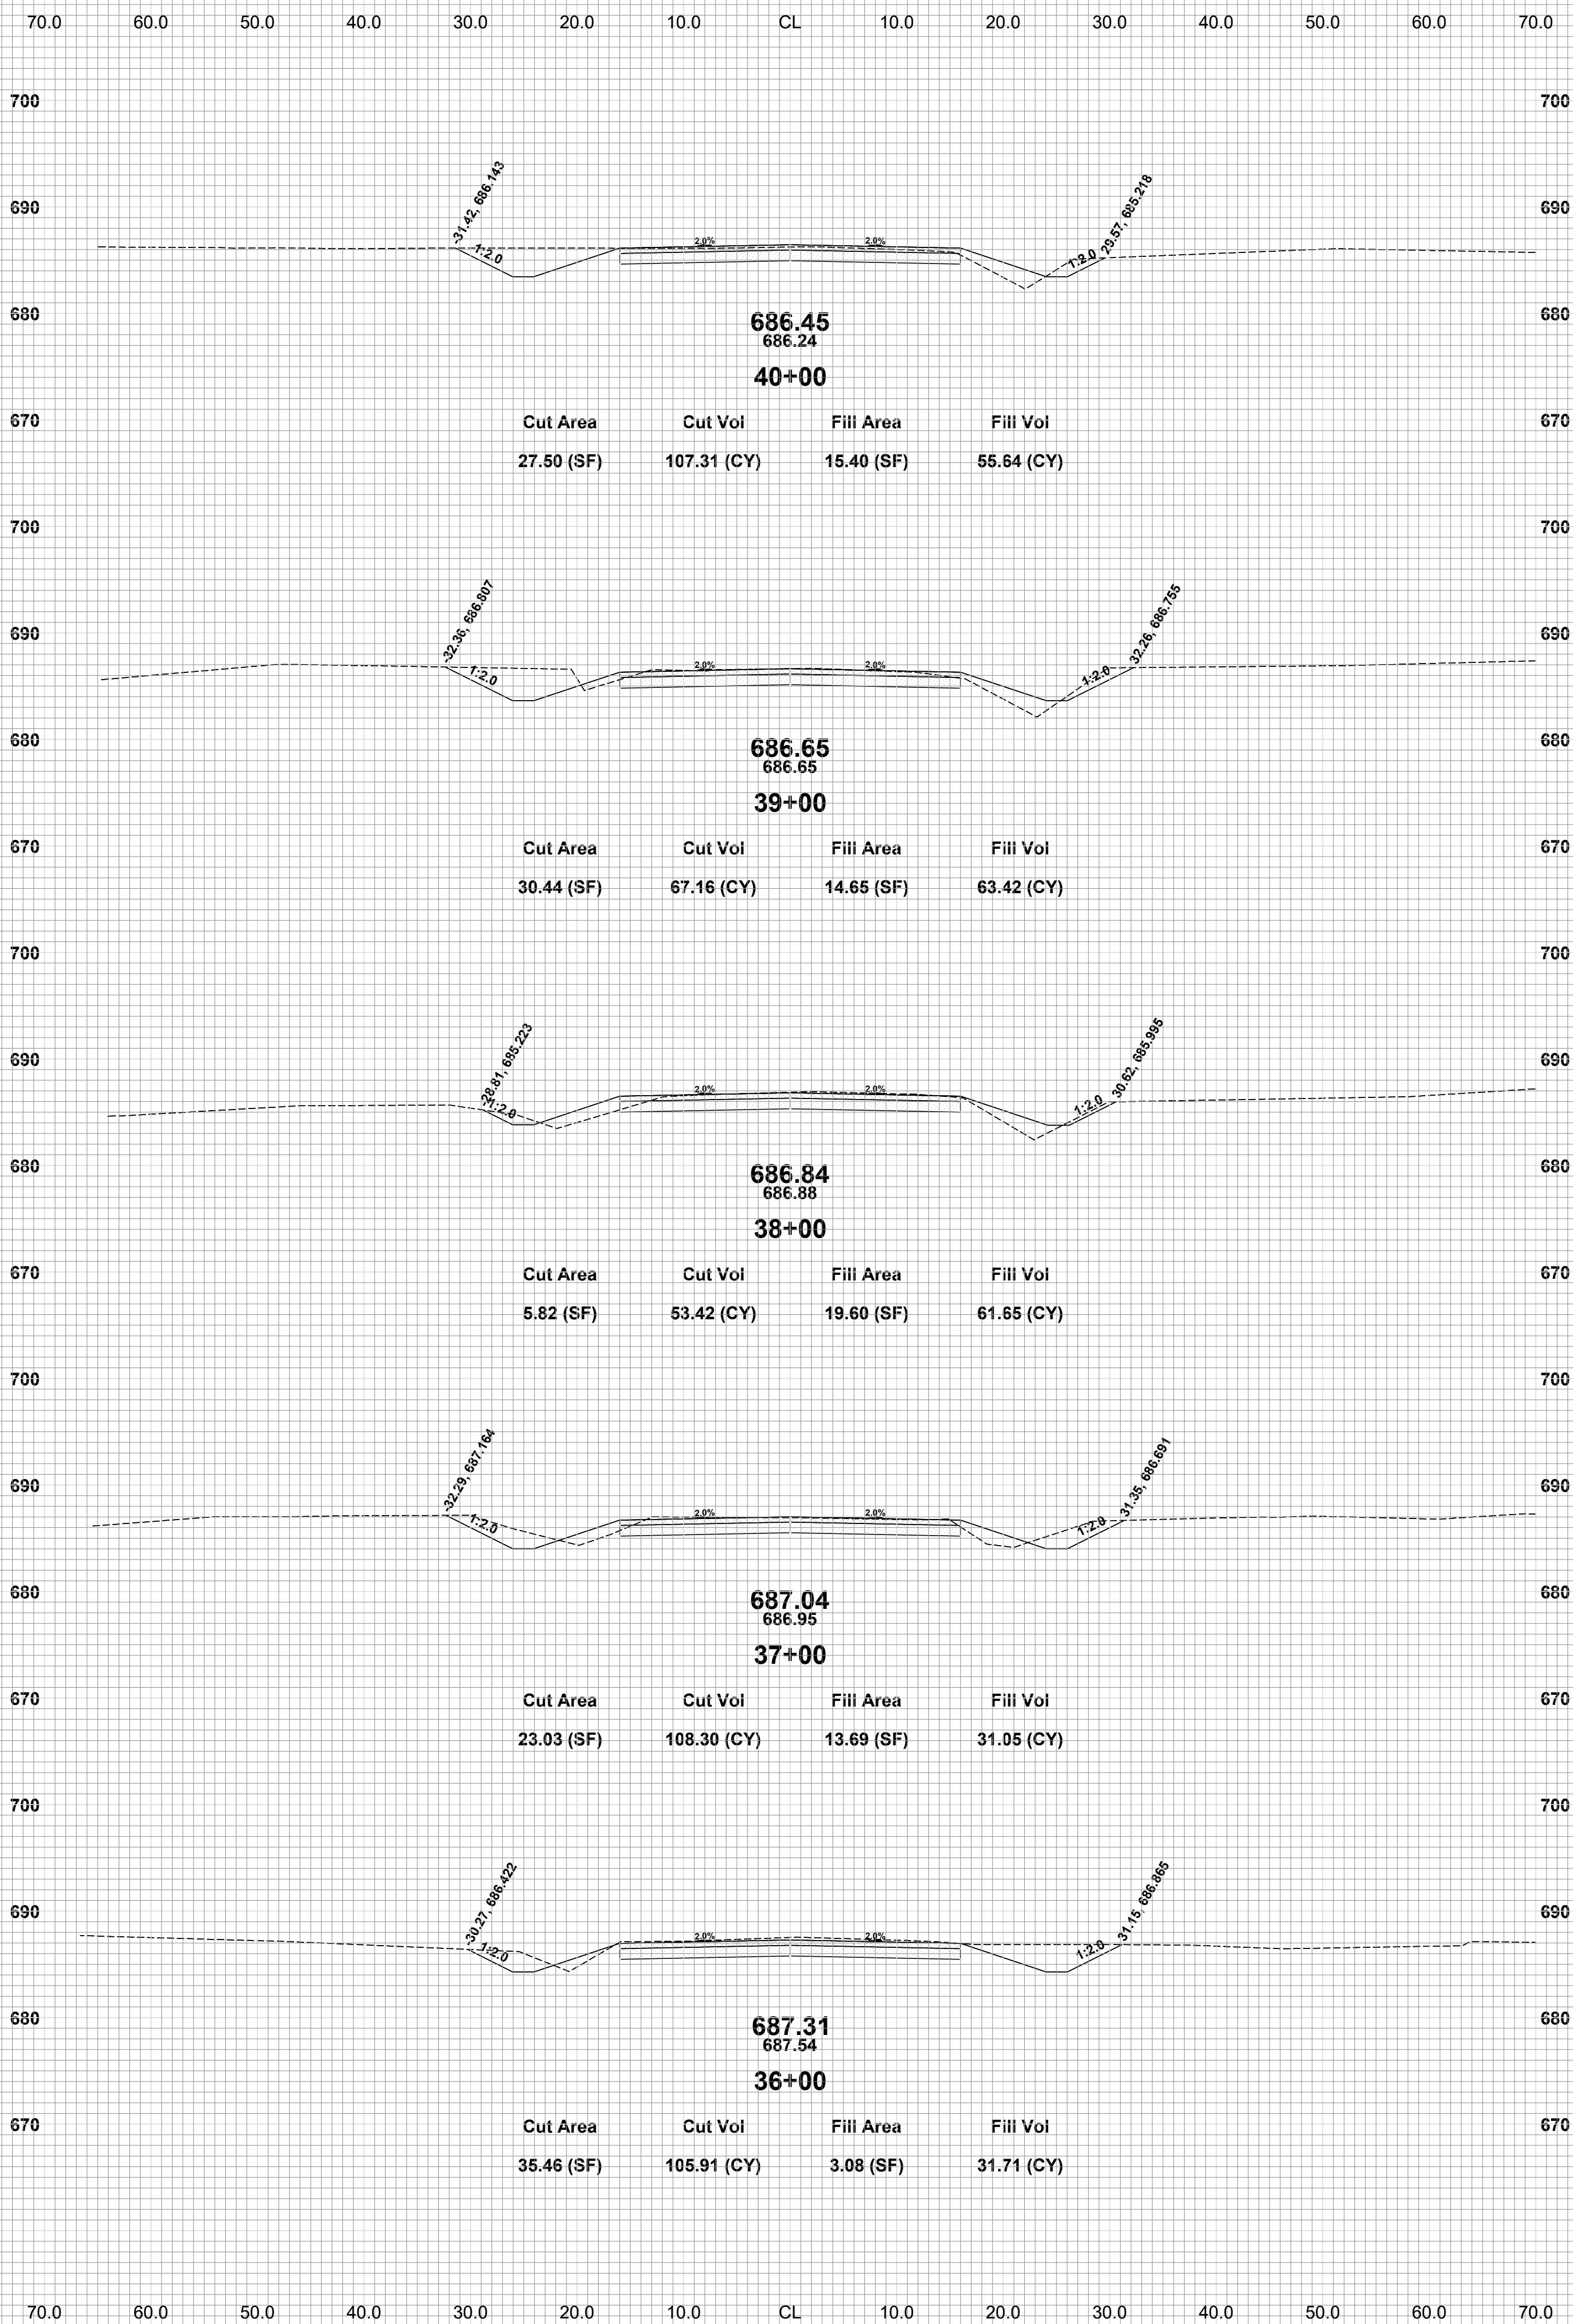 70.0 60.0 50.0 40.0 30.0 20.0 10.0 CL 10.0 20.0 30.0 40.0 50.0 60.0 70.0
700 700
-31.42, 686.143 29.57, 685.218
690 690
1:2.0 2.0% 2.0% 1:2.0
680 686.45 680
686.24
40+00
670 Cut Area Cut Vol Fill Area Fill Vol 670
27.50 (SF) 107.31 (CY) 15.40 (SF) 55.64 (CY)
700 700
-32.36, 686.807 32.26, 686.755
690 690
1:2.0 2.0% 2.0% 1:2.0
680 686.65 680
686.65
39+00
670 Cut Area Cut Vol Fill Area Fill Vol 670
30.44 (SF) 67.16 (CY) 14.65 (SF) 63.42 (CY)
700 700
-28.81, 685.223 30.62, 685.995
690 690
1:2.0 2.0% 2.0% 1:2.0
680 686.84 680
686.88
38+00
670 Cut Area Cut Vol Fill Area Fill Vol 670
5.82 (SF) 53.42 (CY) 19.60 (SF) 61.65 (CY)
700 700
-32.29, 687.164 31.35, 686.691
690 690
1:2.0 2.0% 2.0% 1:2.0
680 687.04 680
686.95
37+00
670 Cut Area Cut Vol Fill Area Fill Vol 670
23.03 (SF) 108.30 (CY) 13.69 (SF) 31.05 (CY)
700 700
-30.27, 686.422 31.15, 686.865
690 690
1:2.0 2.0% 2.0% 1:2.0
680 687.31 680
687.54
36+00
670 Cut Area Cut Vol Fill Area Fill Vol 670
35.46 (SF) 105.91 (CY) 3.08 (SF) 31.71 (CY)
70.0 60.0 50.0 40.0 30.0 20.0 10.0 CL 10.0 20.0 30.0 40.0 50.0 60.0 70.0